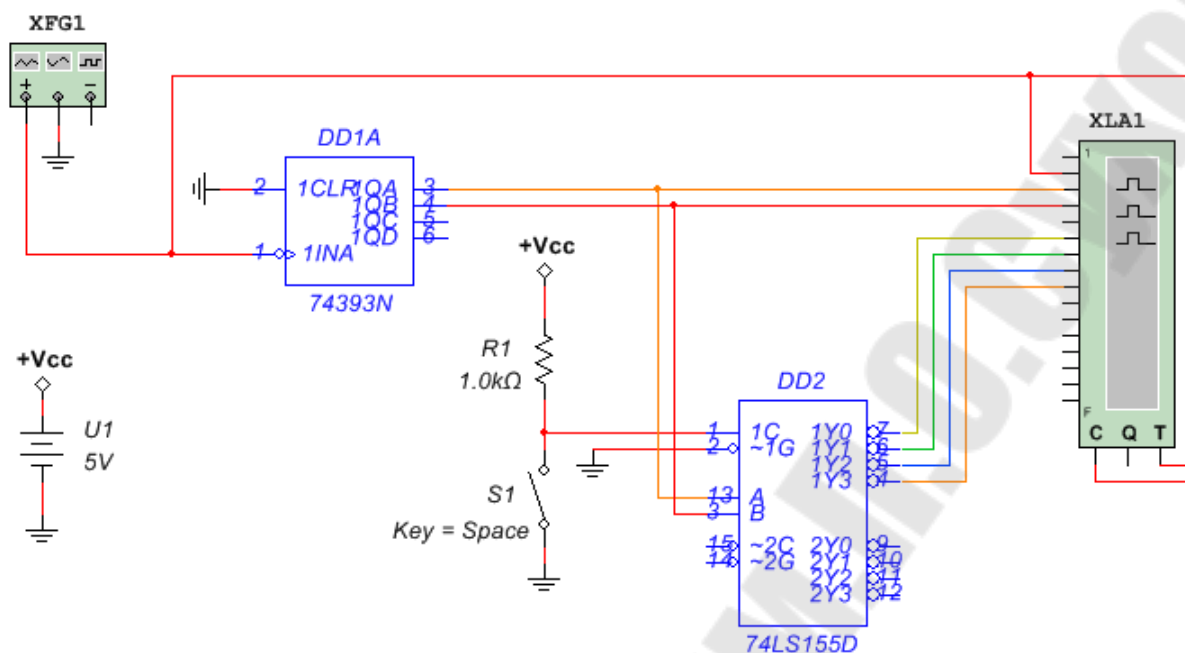 XFG1
+
−
DD1A
2 1CLR 1QA 3
1QB 4
1QC 5
1QD 6
1 1INA
74393N
XLA1
1
F
C Q T
+Vcc
U1
5V
+Vcc
R1
1.0kΩ
S1
Key = Space
DD2
1 1C 1Y0 7
2 ~1G 1Y1 6
1Y2 5
1Y3 4
13 A
3 B
15 ~2C 2Y0 9
14 ~2G 2Y1 10
2Y2 11
2Y3 12
74LS155D